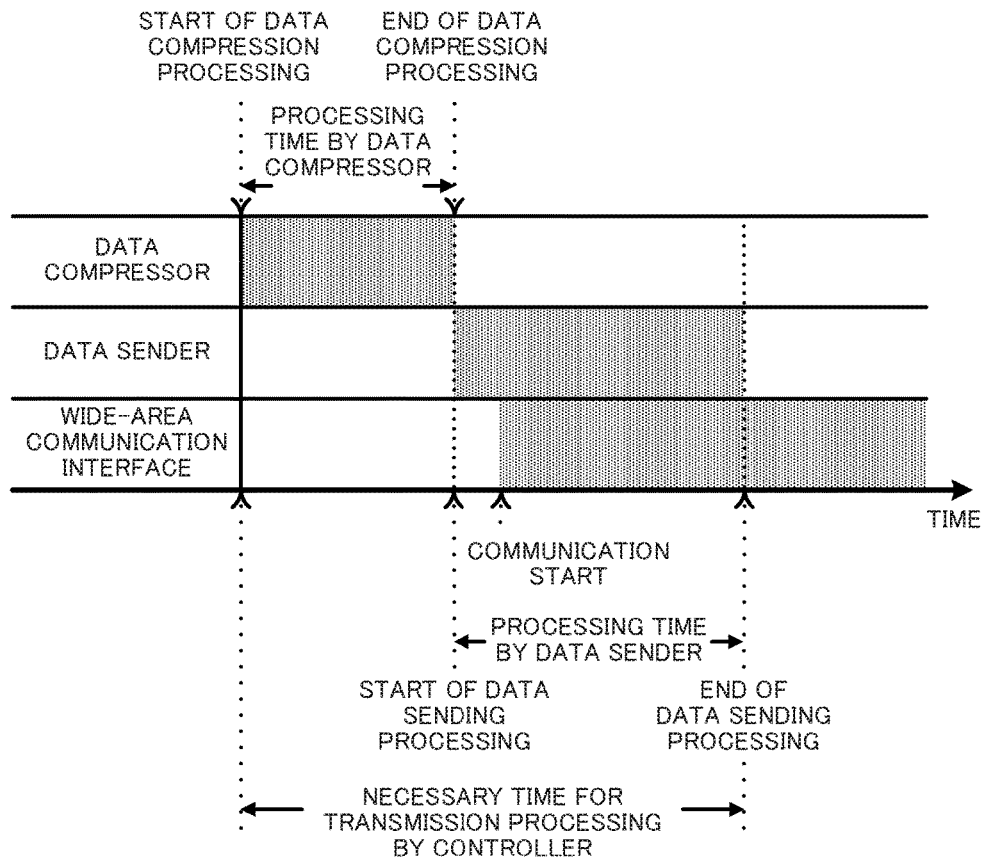 START OF DATA
COMPRESSION
PROCESSING
END OF DATA
COMPRESSION
PROCESSING
PROCESSING
TIME BY DATA
COMPRESSOR
DATA
COMPRESSOR
DATA SENDER
WIDE-AREA
COMMUNICATION
INTERFACE
TIME
COMMUNICATION
START
PROCESSING TIME
BY DATA SENDER
START OF DATA
SENDING
PROCESSING
END OF
DATA SENDING
PROCESSING
NECESSARY TIME FOR
TRANSMISSION PROCESSING
BY CONTROLLER